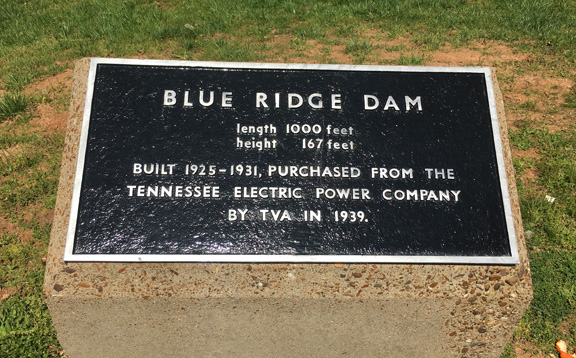 BLUE RIDGE DAM
length 1000 feet
height 167 feet
BUILT 1925-1931, PURCHASED FROM THE
TENNESSEE ELECTRIC POWER COMPANY
BY TVA IN 1939.